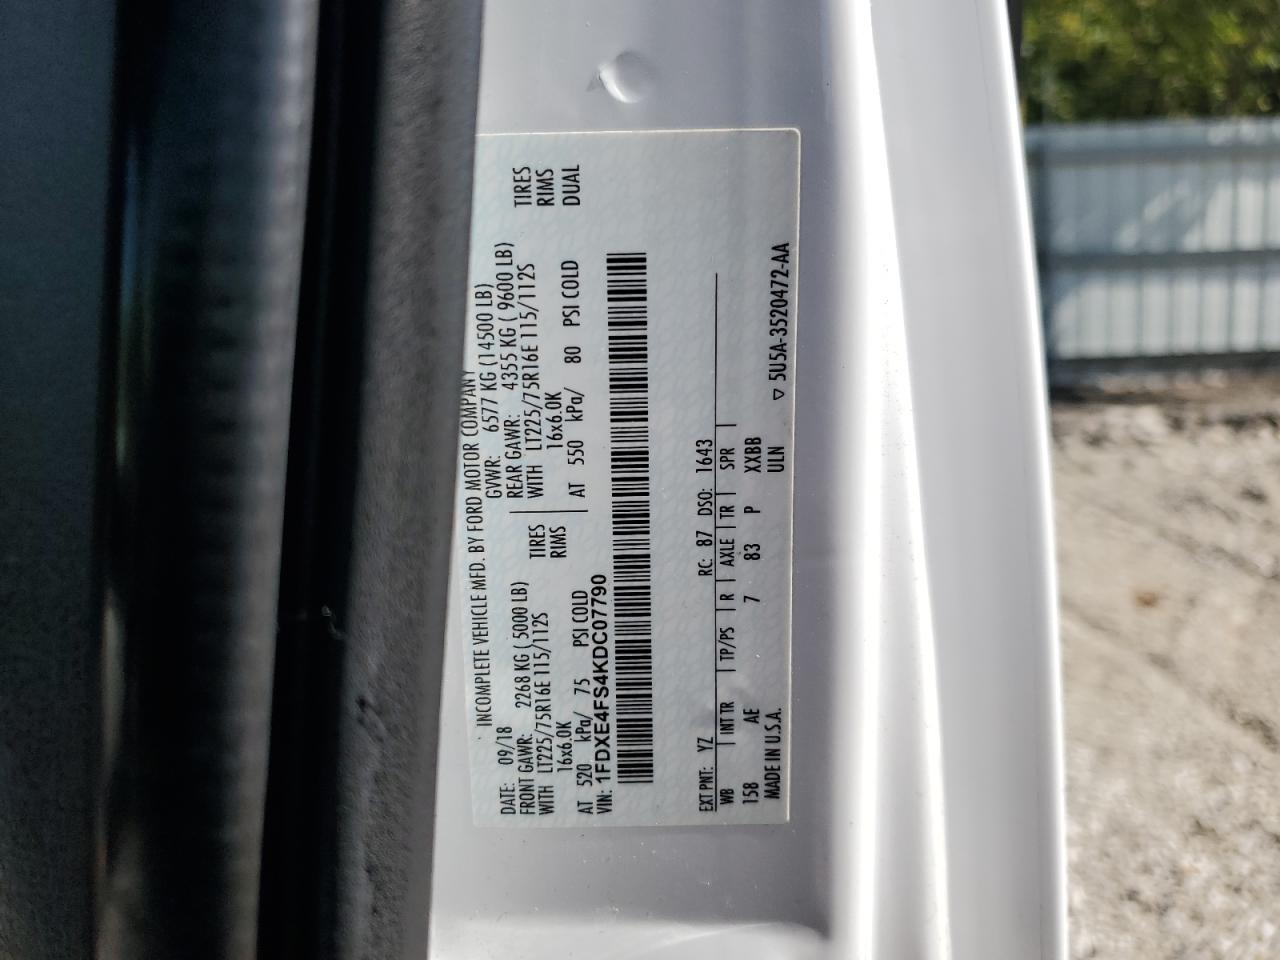 INCOMPLETE VEHICLE MFD. BY FORD MOTOR COMPANY
DATE: 09/18 GVWR: 6577 KG (14500 LB)
FRONT GAWR: 2268 KG (5000 LB) REAR GAWR: 4355 KG ( 9600 LB)
WITH LT225/75R16E 115/112S TIRES WITH LT225/75R16E 115/112S TIRES
16x6.0K RIMS 16x6.0K RIMS
AT 520 kPa/ 75 PSI COLD AT 550 kPa/ 80 PSI COLD DUAL
VIN: 1FDXE4FS4KDC07790
EXT PNT: YZ RC: 87 DSO: 1643
WB | INT TR | TP/PS | R | AXLE | TR | SPR |
158 AE 7 83 P XXBB
MADE IN U.S.A. ULN
▽ 5U5A-3520472-AA